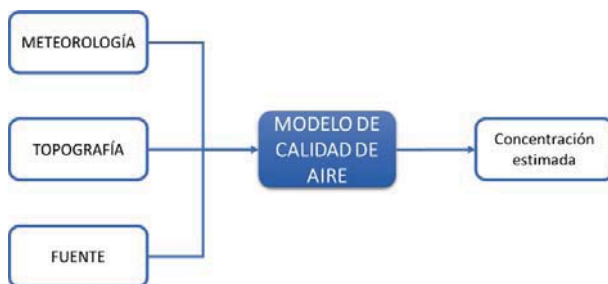 METEOROLOGÍA
TOPOGRAFÍA
FUENTE
MODELO DE
CALIDAD DE
AIRE
Concentración
estimada